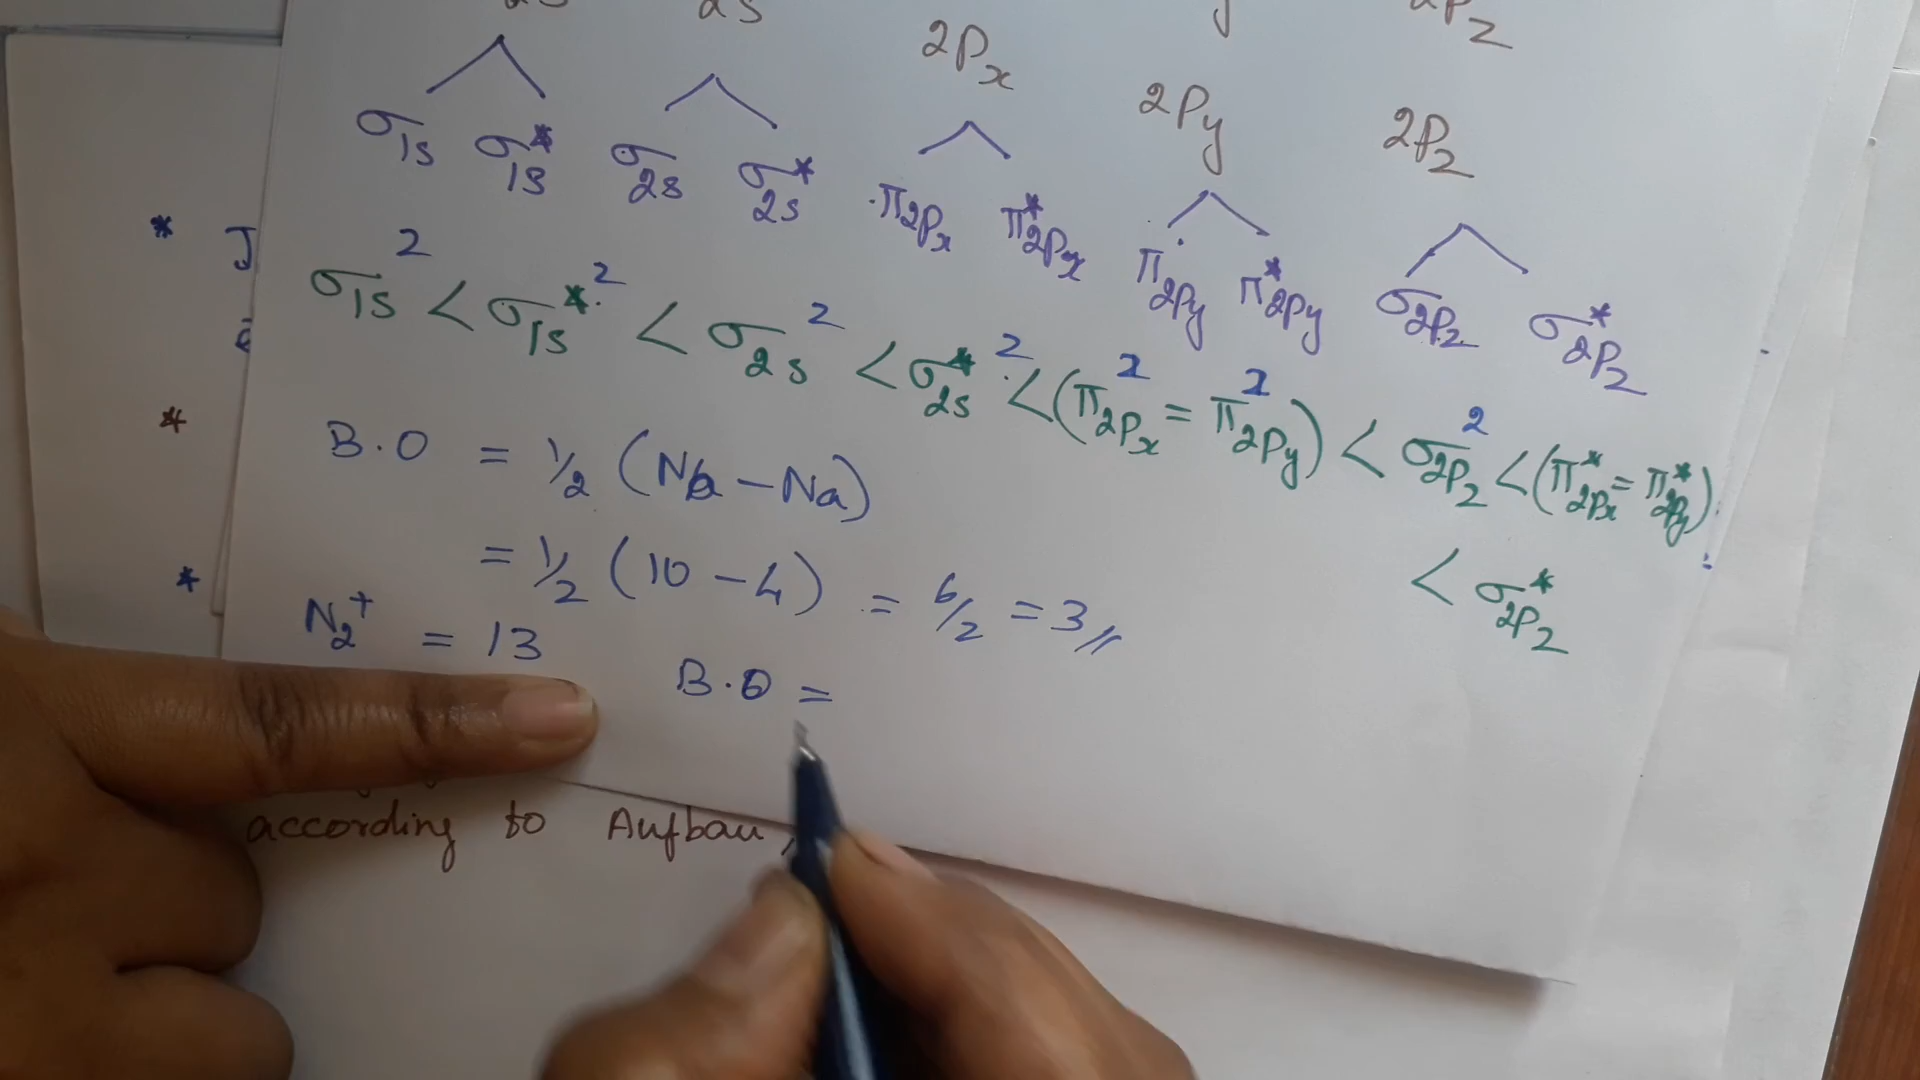 2s 2Pz
2Px 2Py 2Pz
σ1s σ*1s σ2s σ*2s π2Px π*2Px π2Py π*2Py σ2Pz σ*2Pz
* J
σ1s² < σ1s*² < σ2s² < σ*2s² < (π2Px² = π2Py²) < σ2Pz² < (π*2Px = π*2Py)
< σ*2Pz
*
B.O = 1/2 (Nb - Na)
= 1/2 (10 - 4) = 6/2 = 3//
*
N2+ = 13 B.O =
according to Aufbau,